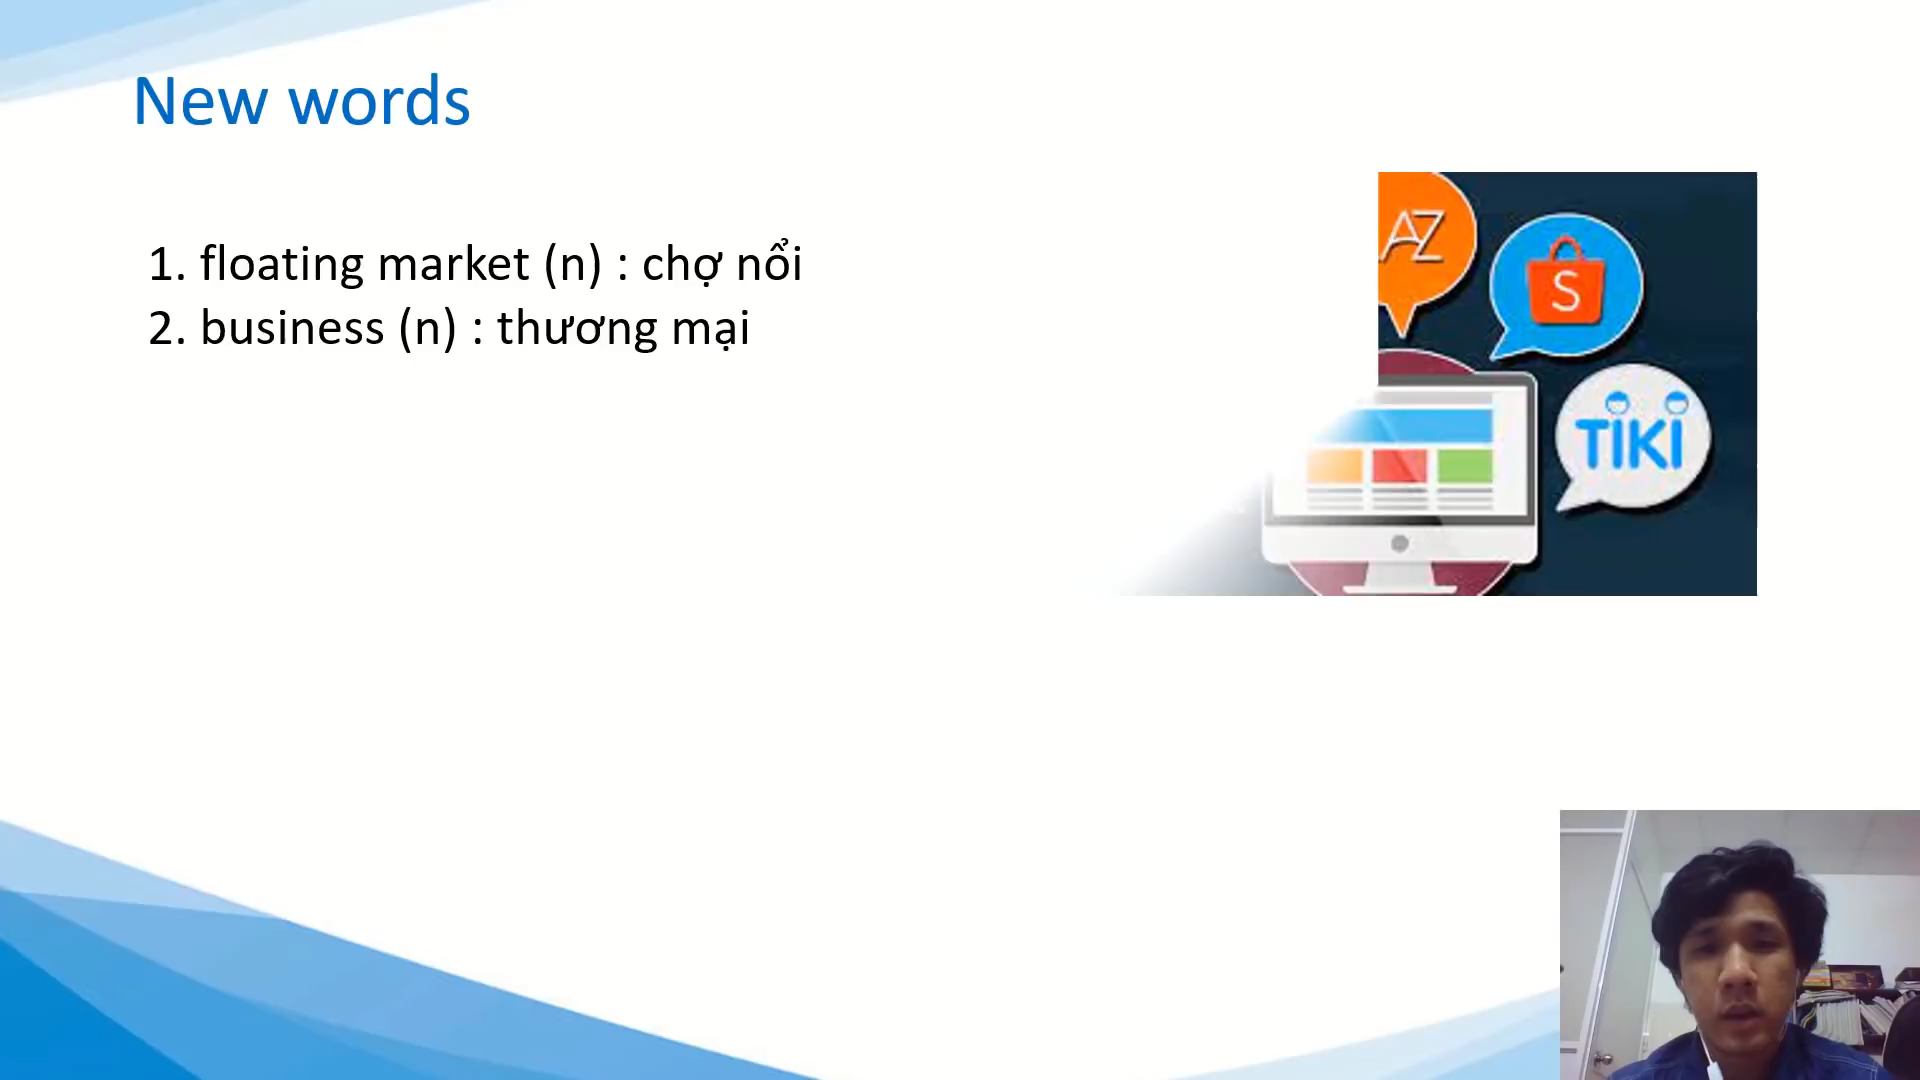 New words
1. floating market (n) : chợ nổi
2. business (n) : thương mại
AZ
S
TIKI